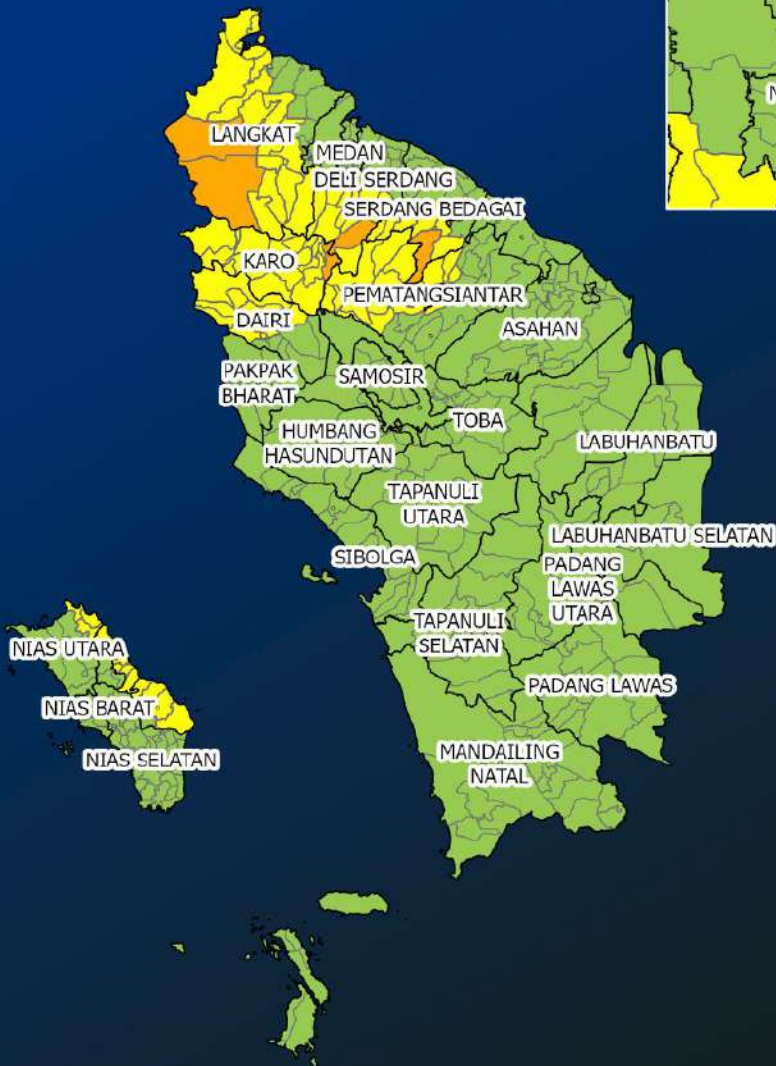 LANGKAT
MEDAN
DELI SERDANG
SERDANG BEDAGAI
KARO
PEMATANGSIANTAR
DAIRI
ASAHAN
PAKPAK
BHARAT
SAMOSIR
TOBA
HUMBANG
HASUNDUTAN
LABUHANBATU
TAPANULI
UTARA
LABUHANBATU SELATAN
SIBOLGA
PADANG
LAWAS
UTARA
TAPANULI
SELATAN
NIAS UTARA
PADANG LAWAS
NIAS BARAT
NIAS SELATAN
MANDAILING
NATAL